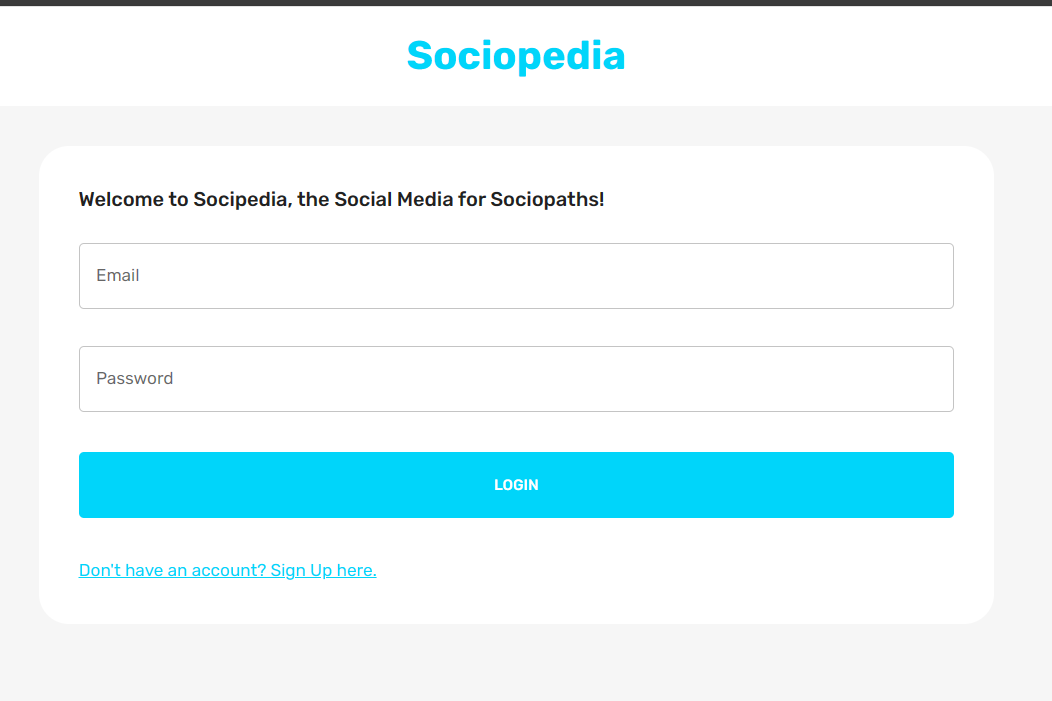 Sociopedia
Welcome to Socipedia, the Social Media for Sociopaths!
Email
Password
LOGIN
Don't have an account? Sign Up here.